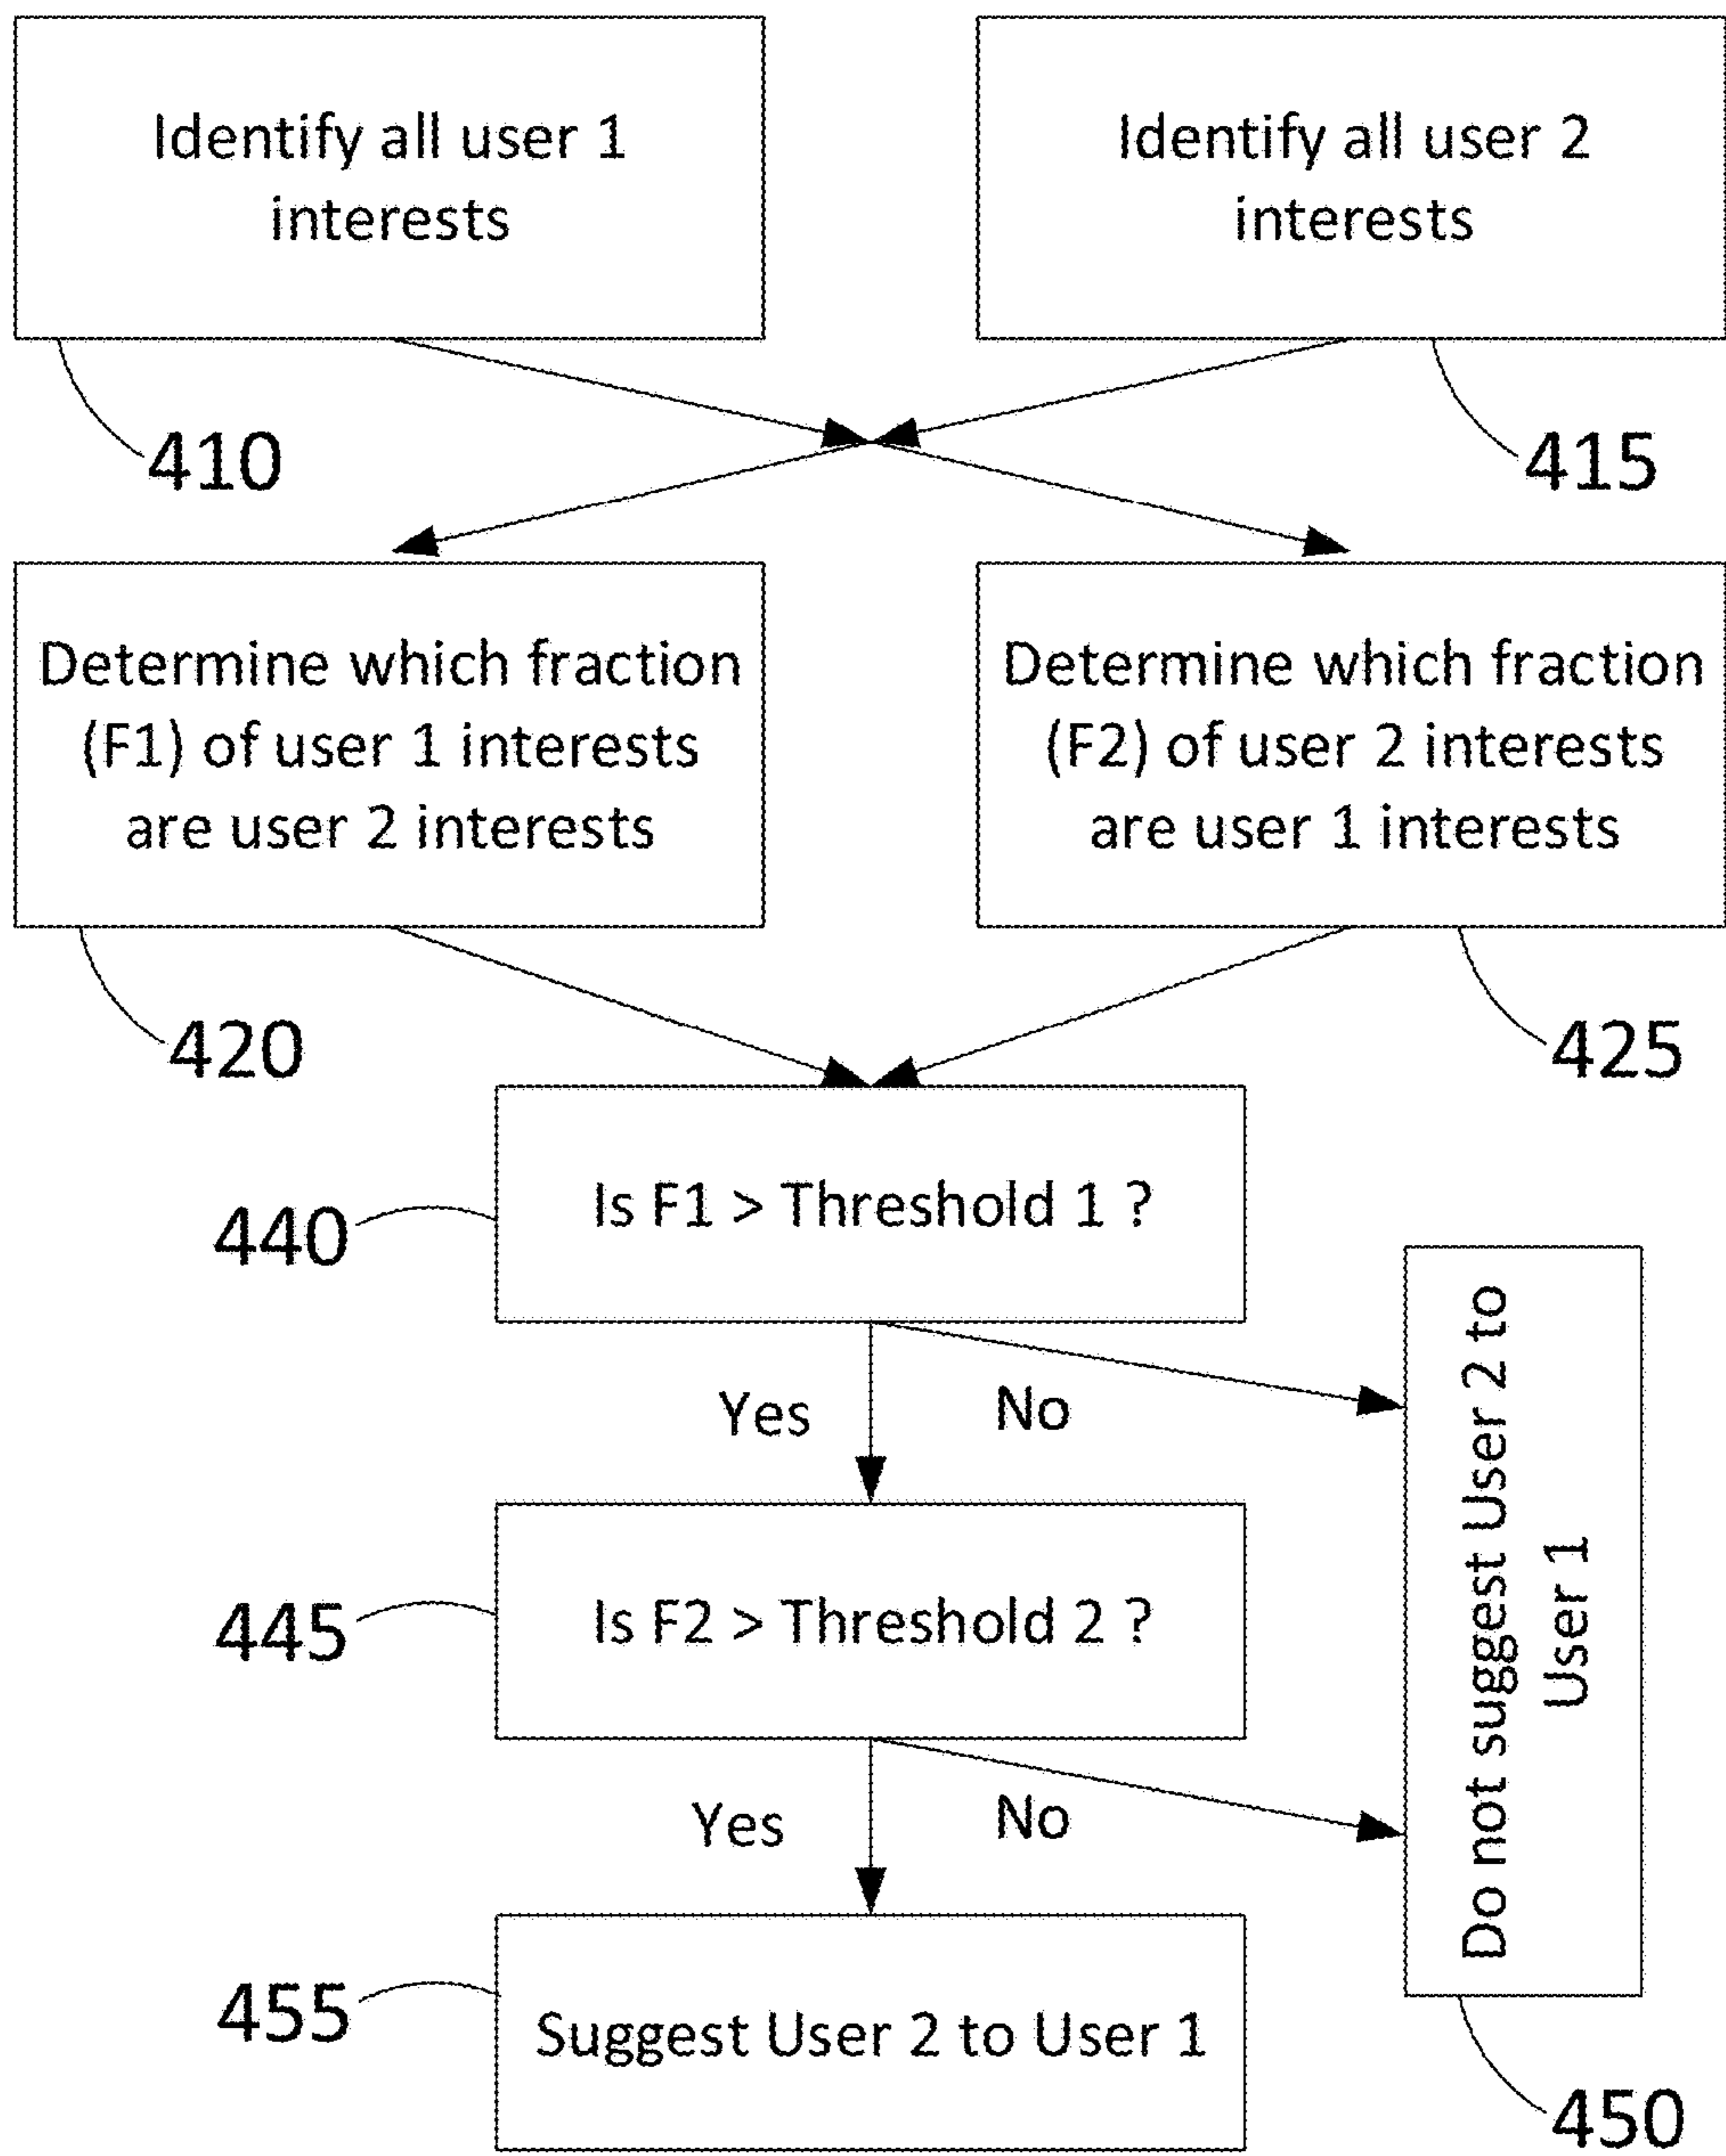 Identify all user 1
interests
Identify all user 2
interests
410
415
Determine which fraction
(F1) of user 1 interests
are user 2 interests
Determine which fraction
(F2) of user 2 interests
are user 1 interests
420
425
Is F1 > Threshold 1 ?
440
Yes
No
Do not suggest User 2 to
User 1
Is F2 > Threshold 2 ?
445
Yes
No
Suggest User 2 to User 1
455
450